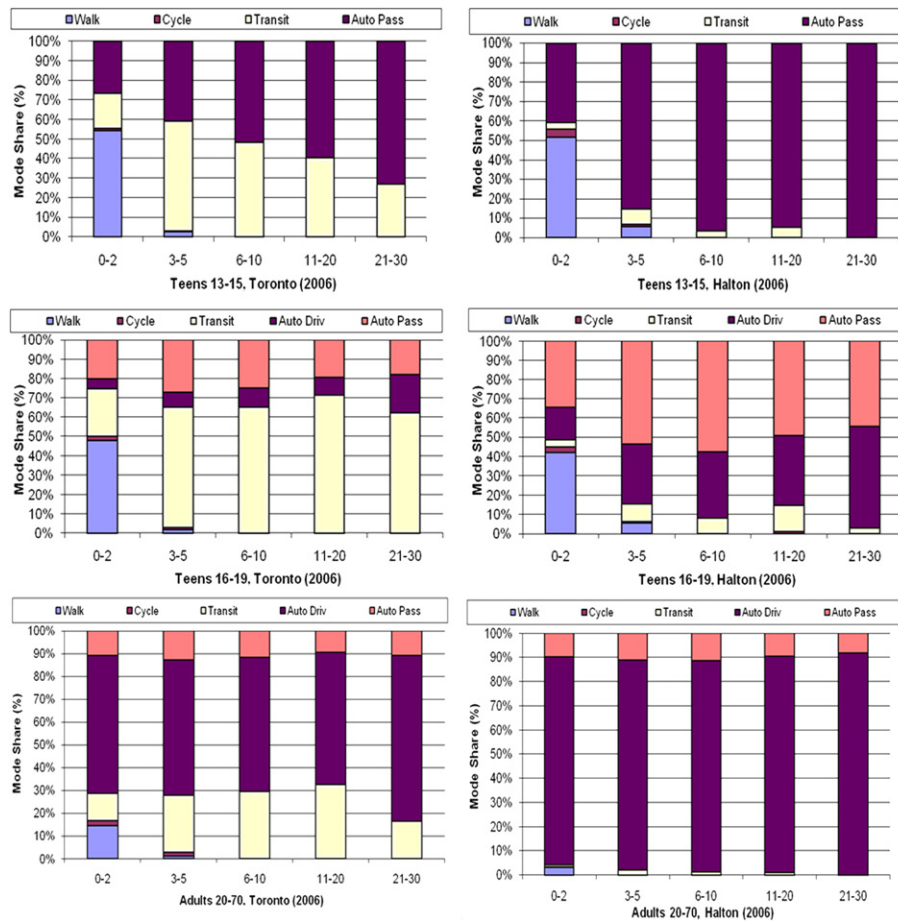 Walk Cycle Transit Auto Pass
100%
90%
80%
70%
60%
50%
40%
30%
20%
10%
0%
Mode Share (%)
0-2 3-5 6-10 11-20 21-30
Teens 13-15, Toronto (2006)
Walk Cycle Transit Auto Pass
100%
90%
80%
70%
60%
50%
40%
30%
20%
10%
0%
Mode Share (%)
0-2 3-5 6-10 11-20 21-30
Teens 13-15, Halton (2006)
Walk Cycle Transit Auto Driv Auto Pass
100%
90%
80%
70%
60%
50%
40%
30%
20%
10%
0%
Mode Share (%)
0-2 3-5 6-10 11-20 21-30
Teens 16-19, Toronto (2006)
Walk Cycle Transit Auto Driv Auto Pass
100%
90%
80%
70%
60%
50%
40%
30%
20%
10%
0%
Mode Share (%)
0-2 3-5 6-10 11-20 21-30
Teens 16-19, Halton (2006)
Walk Cycle Transit Auto Driv Auto Pass
100%
90%
80%
70%
60%
50%
40%
30%
20%
10%
0%
Mode Share (%)
0-2 3-5 6-10 11-20 21-30
Adults 20-70, Toronto (2006)
Walk Cycle Transit Auto Driv Auto Pass
100%
90%
80%
70%
60%
50%
40%
30%
20%
10%
0%
Mode Share (%)
0-2 3-5 6-10 11-20 21-30
Adults 20-70, Halton (2006)